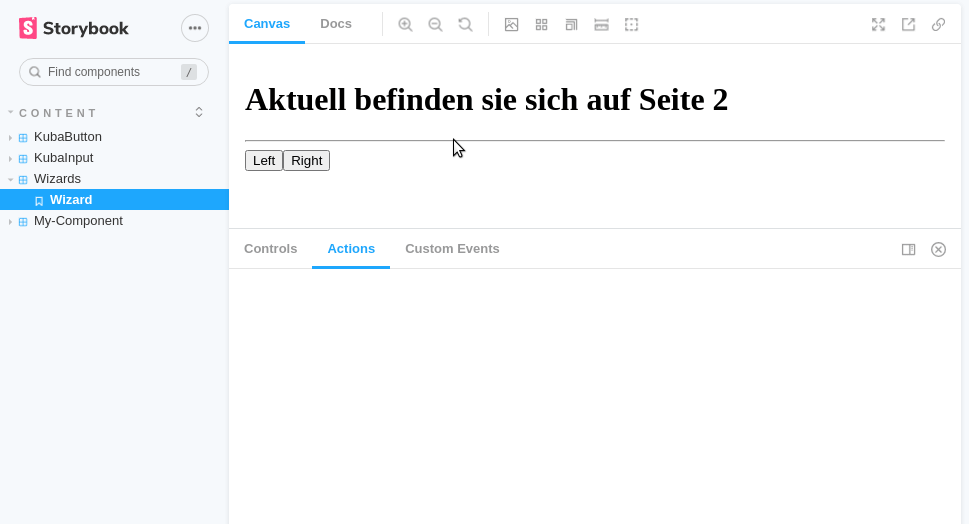 Storybook
Find components
/
CONTENT
KubaButton
KubaInput
Wizards
Wizard
My-Component
Canvas
Docs
Aktuell befinden sie sich auf Seite 2
Left Right
Controls Actions Custom Events